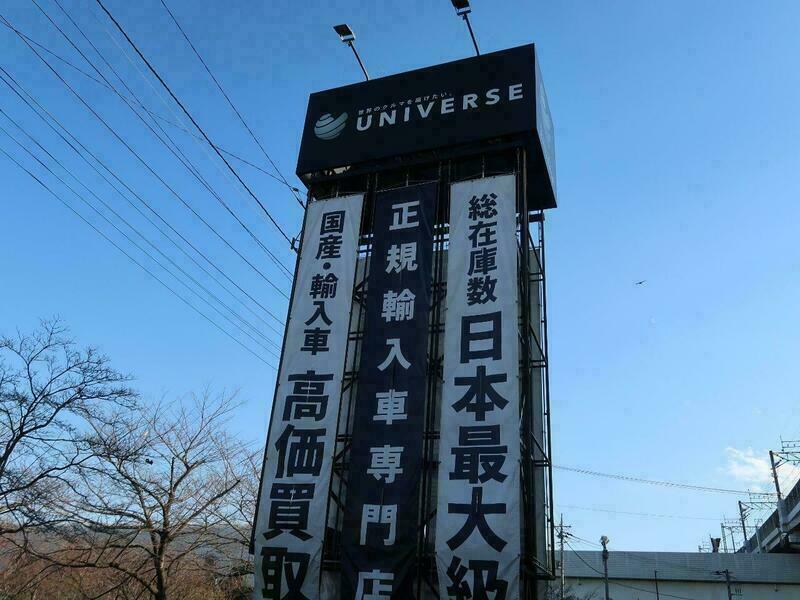 世界のクルマを届けたい。
UNIVERSE
総在庫数 日本最大級
正規輸入車専門店
国産・輸入車 高価買取